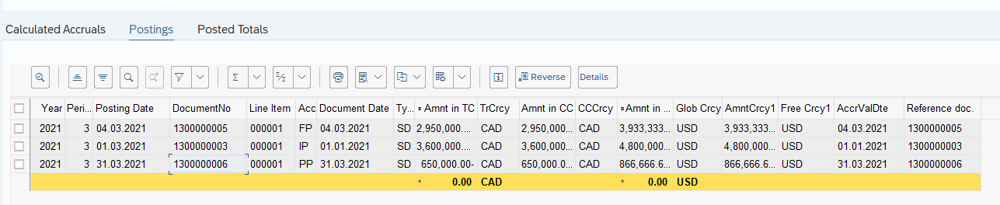 Calculated Accruals Postings Posted Totals
Reverse Details
Year Peri... Posting Date DocumentNo Line Item Acc Document Date Ty... Amnt in TC TrCrcy Amnt in CC CCCrcy... Amnt in ... Glob Crcy AmntCrcy1 Free Crcy1 AccrValDte Reference doc.
2021 3 04.03.2021 1300000005 000001 FP 04.03.2021 SD 2,950,000.... CAD 2,950,000... CAD 3,933,333... USD 3,933,333... USD 04.03.2021 1300000005
2021 3 01.01.2021 1300000003 000001 IP 01.01.2021 SD 3,600,000.... CAD 3,600,000... CAD 4,800,000... USD 4,800,000... USD 01.01.2021 1300000003
2021 3 31.03.2021 1300000006 000001 PP 31.03.2021 SD 650,000.00- CAD 650,000.0... CAD 866,666.6... USD 866,666.6... USD 31.03.2021 1300000006
0.00 CAD 0.00 USD